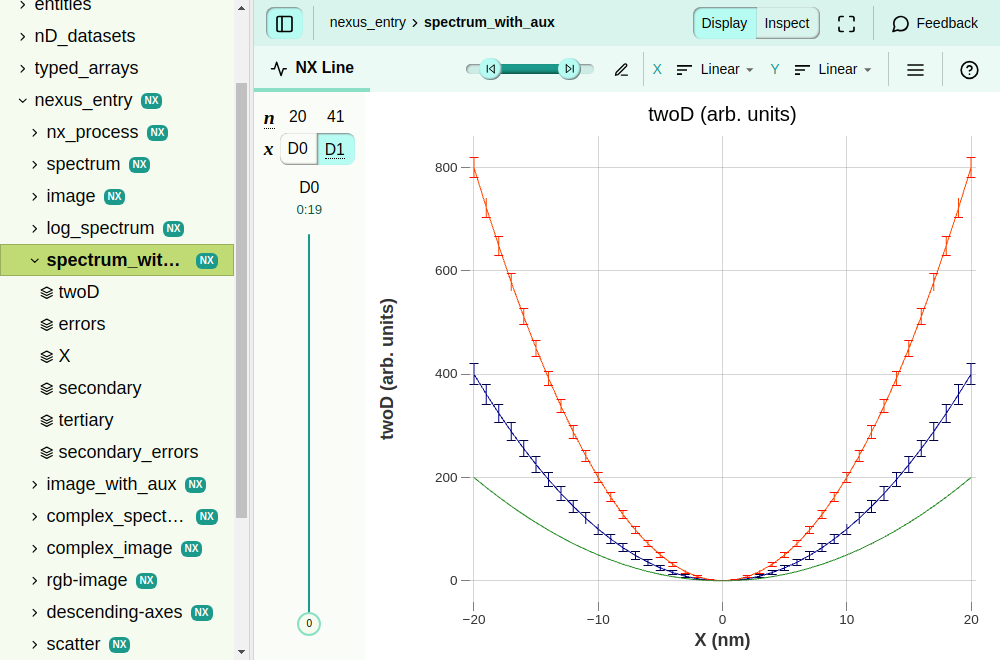 entities
nD_datasets
typed_arrays
nexus_entry NX
nx_process NX
spectrum NX
image NX
log_spectrum NX
spectrum_wit… NX
twoD
errors
X
secondary
tertiary
secondary_errors
image_with_aux NX
complex_spect… NX
complex_image NX
rgb-image NX
descending-axes NX
scatter NX
nexus_entry › spectrum_with_aux
Display Inspect
Feedback
NX Line
X Linear
Y Linear
n 20 41
x D0 D1
D0
0:19
0
twoD (arb. units)
twoD (arb. units)
800
600
400
200
0
−20 −10 0 10 20
X (nm)